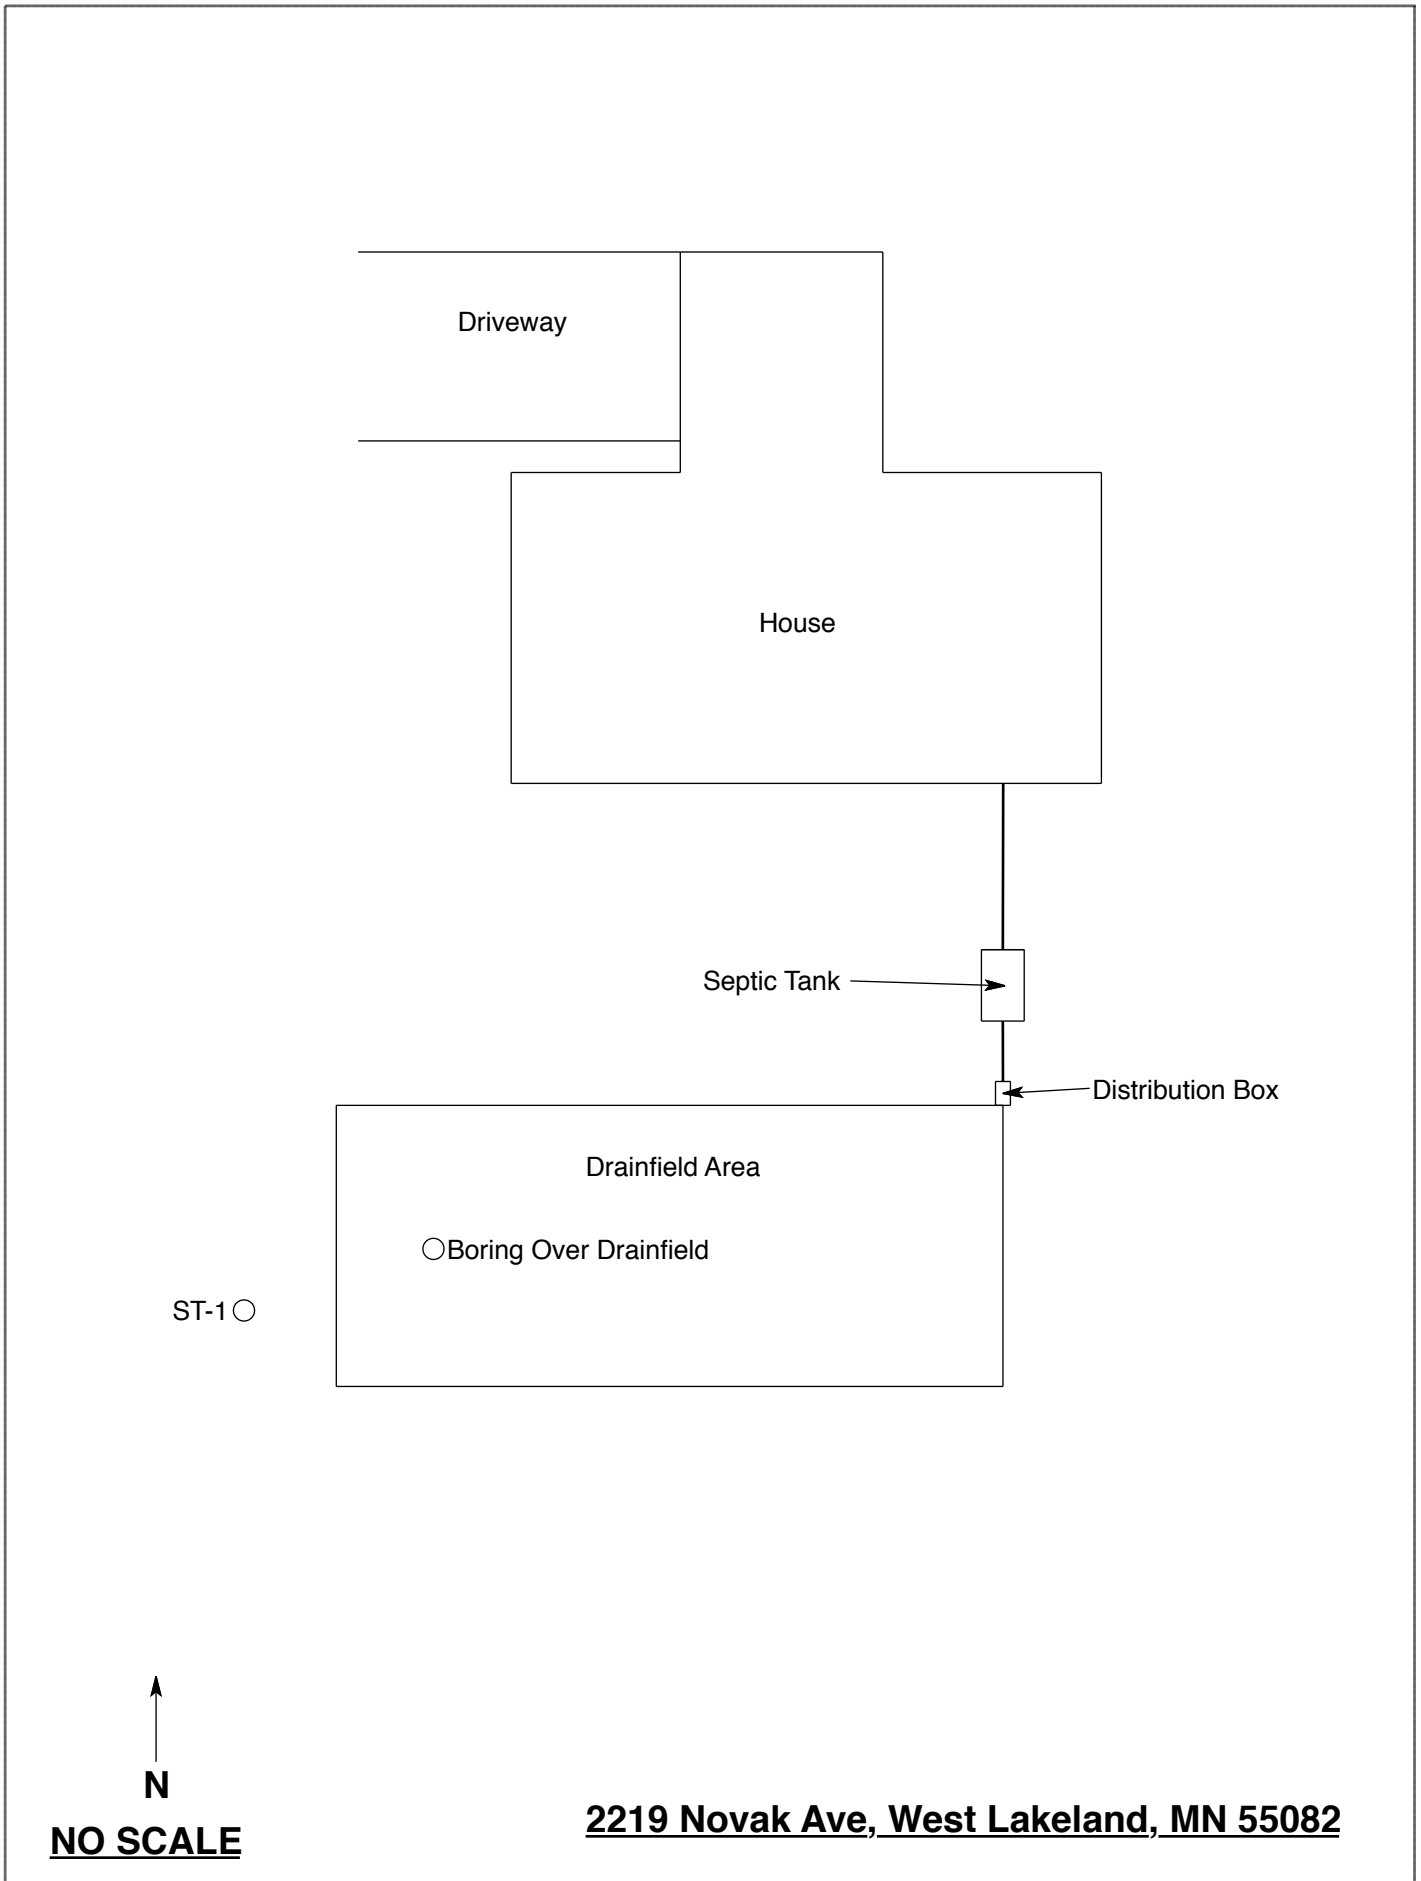 Driveway
House
Septic Tank
Distribution Box
Drainfield Area
Boring Over Drainfield
ST-1
N
NO SCALE
2219 Novak Ave, West Lakeland, MN 55082